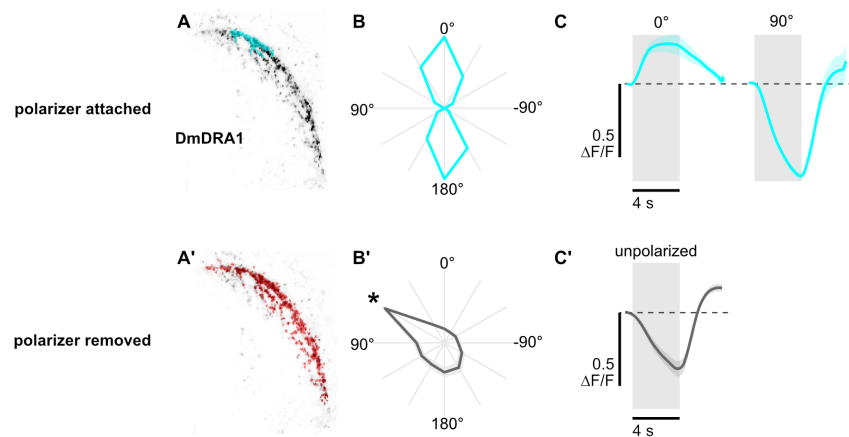 A
B
C
0°
0°
90°
polarizer attached
90°
-90°
DmDRA1
0.5
ΔF/F
180°
4 s
A'
B'
C'
unpolarized
0°
*
polarizer removed
90°
-90°
0.5
ΔF/F
180°
4 s